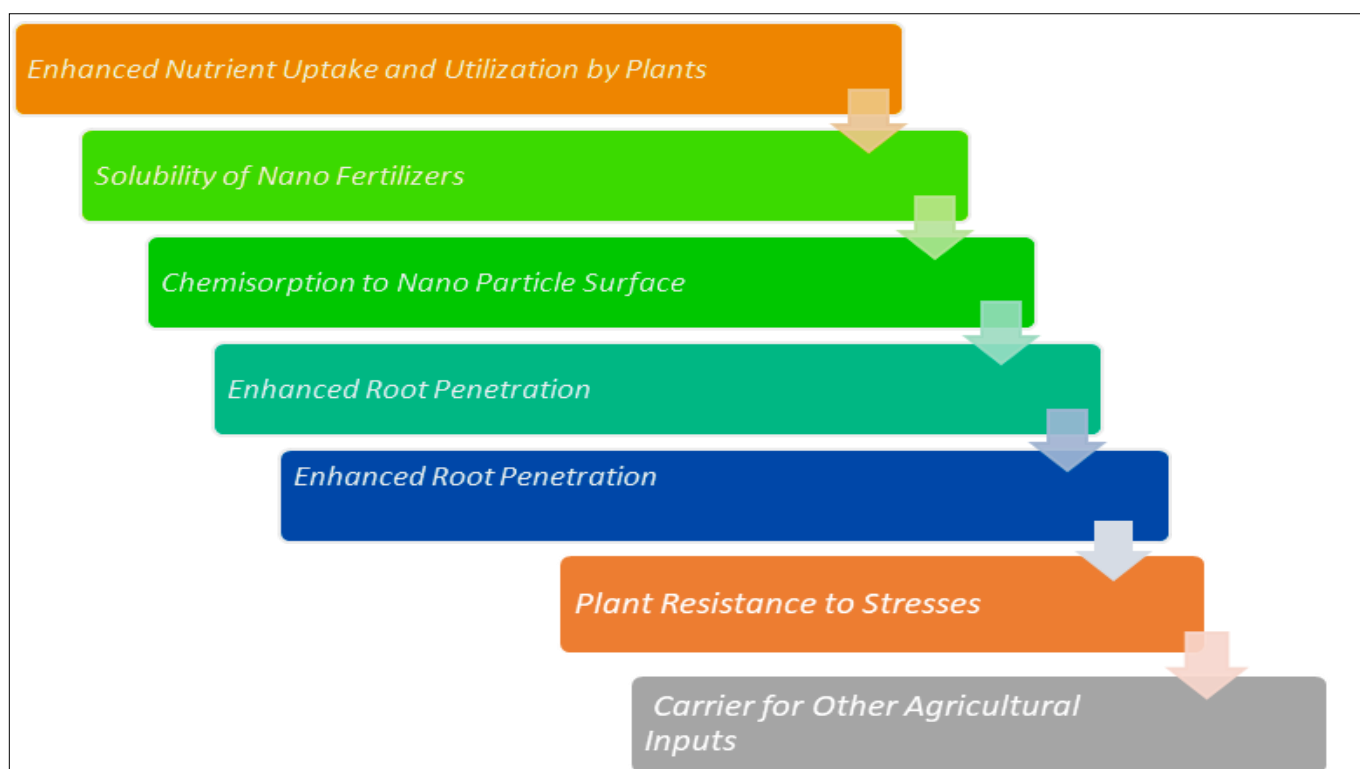 Enhanced Nutrient Uptake and Utilization by Plants
Solubility of Nano Fertilizers
Chemisorption to Nano Particle Surface
Enhanced Root Penetration
Enhanced Root Penetration
Plant Resistance to Stresses
Carrier for Other Agricultural
Inputs